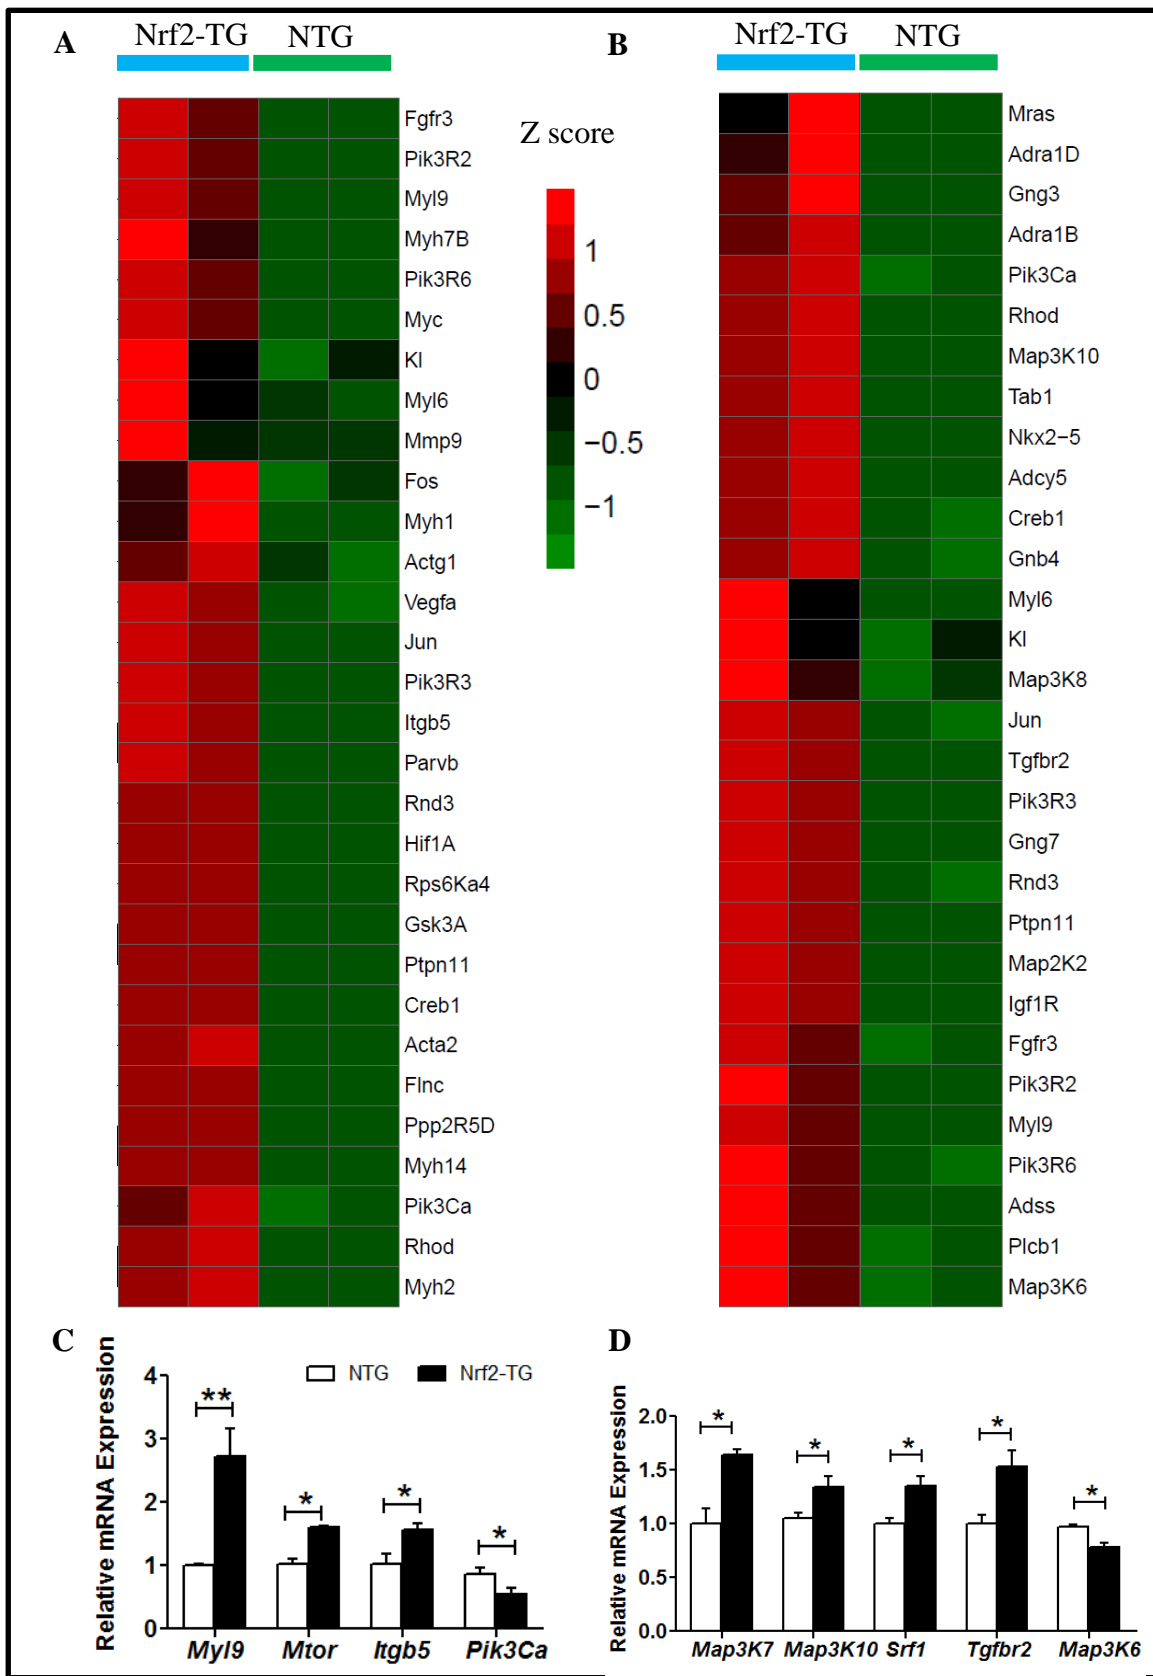 A
Nrf2-TG
NTG
Fgfr3
Pik3R2
Myl9
Myh7B
Pik3R6
Myc
Kl
Myl6
Mmp9
Fos
Myh1
Actg1
Vegfa
Jun
Pik3R3
Itgb5
Parvb
Rnd3
Hif1A
Rps6Ka4
Gsk3A
Ptpn11
Creb1
Acta2
Flnc
Ppp2R5D
Myh14
Pik3Ca
Rhod
Myh2
Z score
1
0.5
0
−0.5
−1
B
Nrf2-TG
NTG
Mras
Adra1D
Gng3
Adra1B
Pik3Ca
Rhod
Map3K10
Tab1
Nkx2−5
Adcy5
Creb1
Gnb4
Myl6
Kl
Map3K8
Jun
Tgfbr2
Pik3R3
Gng7
Rnd3
Ptpn11
Map2K2
Igf1R
Fgfr3
Pik3R2
Myl9
Pik3R6
Adss
Plcb1
Map3K6
C
Relative mRNA Expression
4
3
2
1
0
NTG
Nrf2-TG
**
*
*
*
Myl9
Mtor
Itgb5
Pik3Ca
D
Relative mRNA Expression
2.0
1.5
1.0
0.5
0.0
*
*
*
*
*
Map3K7
Map3K10
Srf1
Tgfbr2
Map3K6